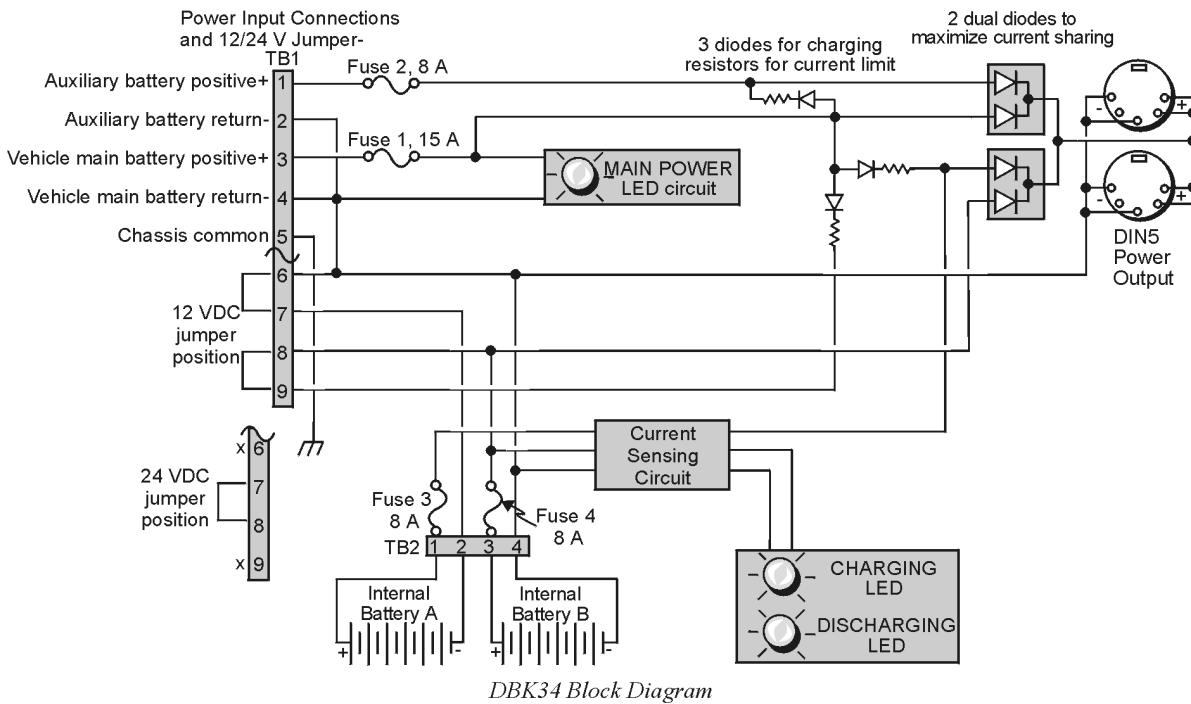 Power Input Connections
and 12/24 V Jumper-
TB1
2 dual diodes to
maximize current sharing
3 diodes for charging
resistors for current limit
Auxiliary battery positive+
1
Fuse 2, 8 A
Auxiliary battery return-
2
Fuse 1, 15 A
Vehicle main battery positive+
3
MAIN POWER
LED circuit
Vehicle main battery return-
4
Chassis common
5
- +
- +
DIN5
Power
Output
6
7
8
9
12 VDC
jumper
position
24 VDC
jumper
position
x 6
7
8
x 9
Current
Sensing
Circuit
Fuse 3
8 A
Fuse 4
8 A
TB2
1 2 3 4
Internal
Battery A
+ -
Internal
Battery B
+ -
CHARGING
LED
DISCHARGING
LED
DBK34 Block Diagram